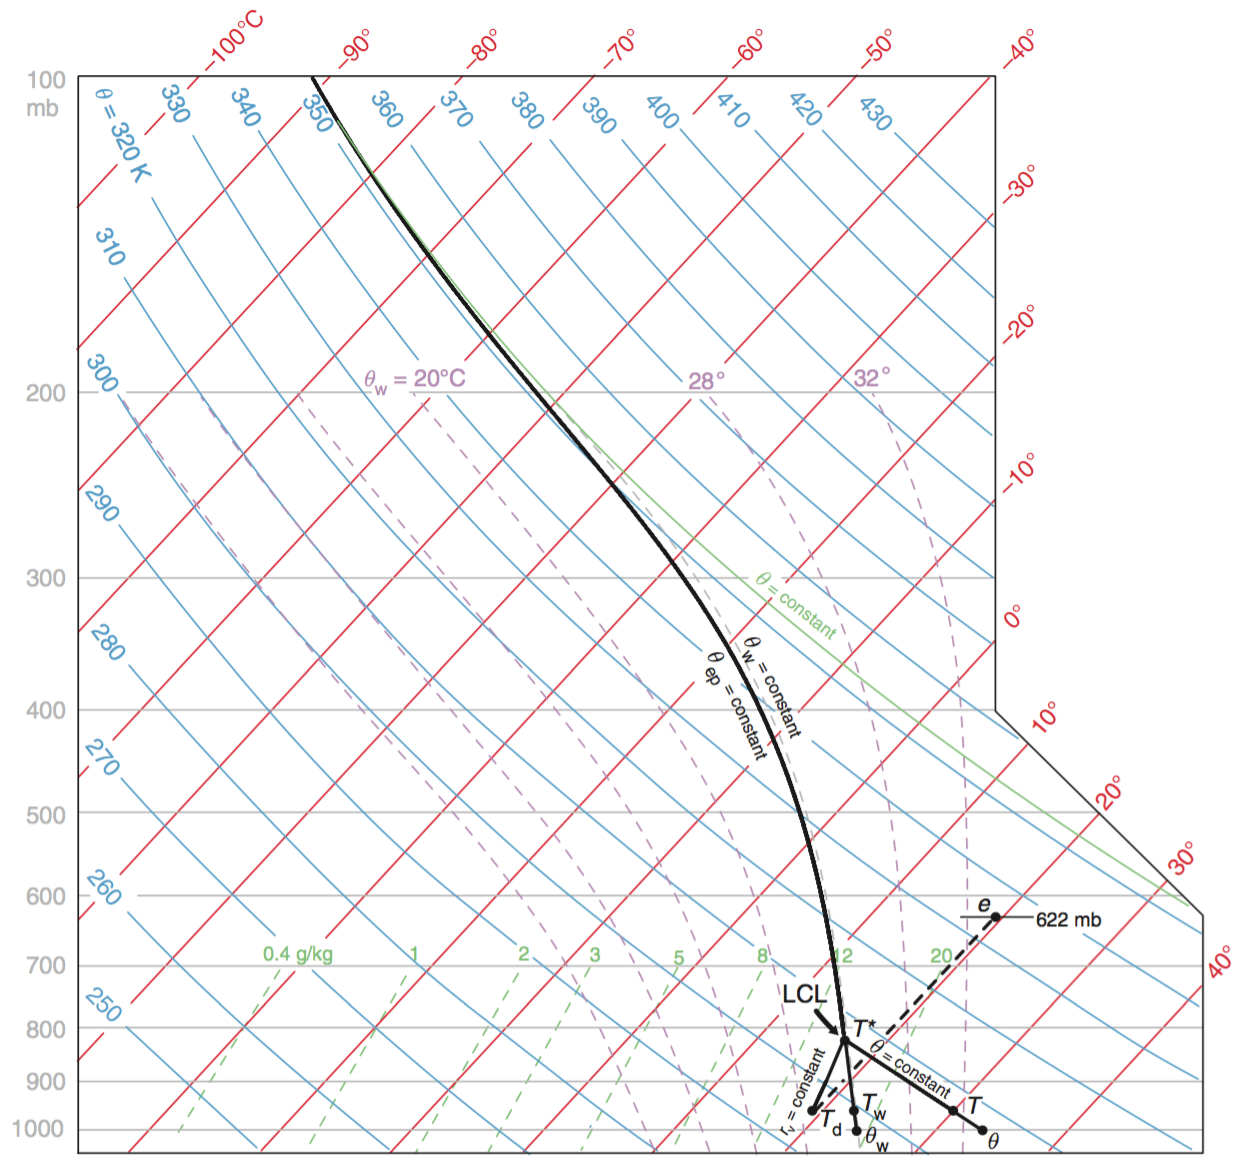 –100°C
–90°
–80°
–70°
–60°
–50°
–40°
100
mb
θ = 320 K
330
340
350
360
370
380
390
400
410
420
430
–30°
310
–20°
300
θw = 20°C
28°
32°
200
–10°
290
300
θ = constant
0°
280
θw = constant
θep = constant
400
10°
270
20°
500
30°
260
600
e
622 mb
0.4 g/kg
1
2
3
5
8
12
20
40°
700
LCL
250
800
T*
θ = constant
rv = constant
900
T
Tw
Td
1000
θw
θ